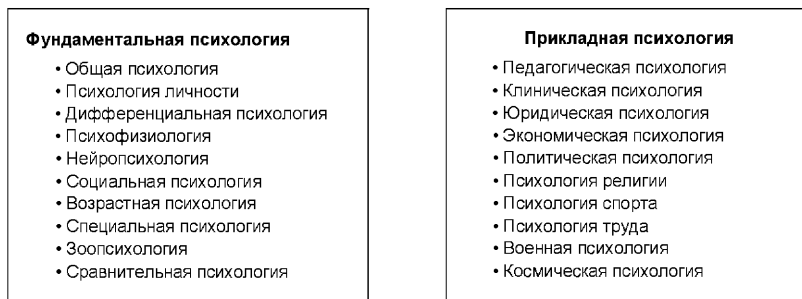 Фундаментальная психология
• Общая психология
• Психология личности
• Дифференциальная психология
• Психофизиология
• Нейропсихология
• Социальная психология
• Возрастная психология
• Специальная психология
• Зоопсихология
• Сравнительная психология
Прикладная психология
• Педагогическая психология
• Клиническая психология
• Юридическая психология
• Экономическая психология
• Политическая психология
• Психология религии
• Психология спорта
• Психология труда
• Военная психология
• Космическая психология